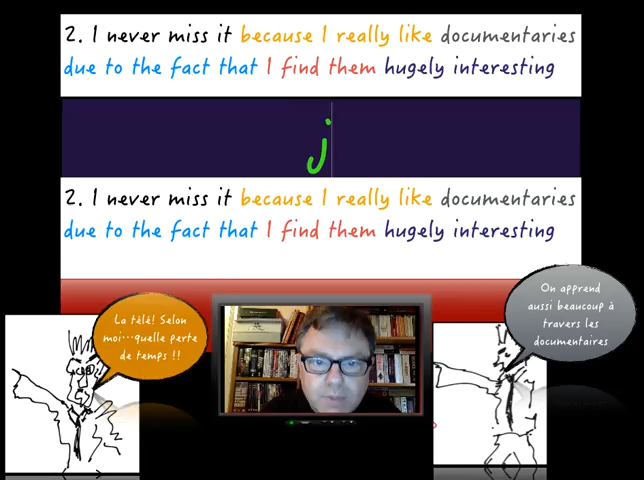 2. I never miss it because I really like documentaries
due to the fact that I find them hugely interesting
j
2. I never miss it because I really like documentaries
due to the fact that I find them hugely interesting
La télé! Selon
moi...quelle perte
de temps !!
On apprend
aussi beaucoup à
travers les
documentaires